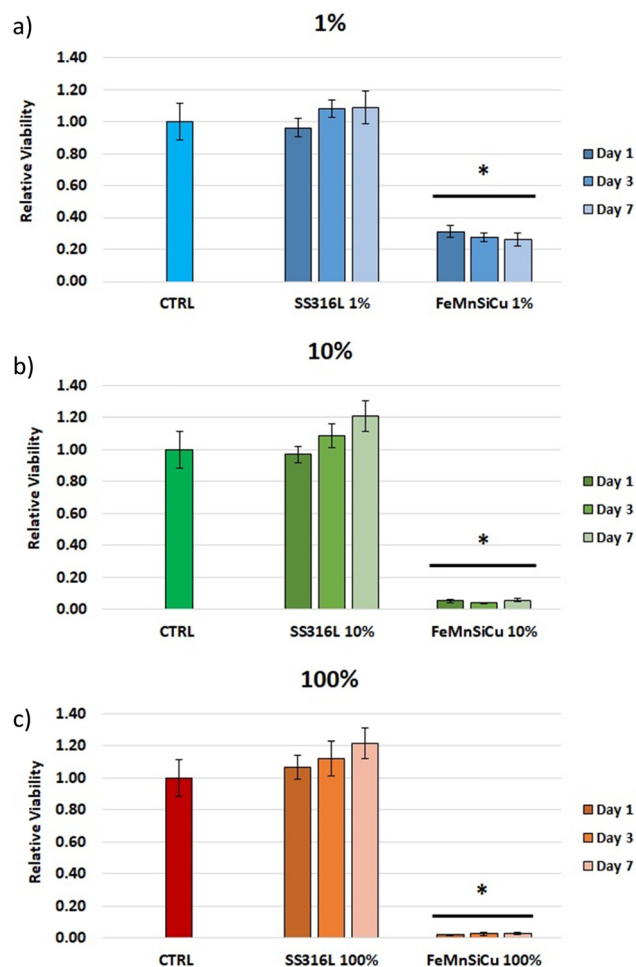 a)
1%
Relative Viability
1.40
1.20
1.00
0.80
0.60
0.40
0.20
0.00
*
CTRL
SS316L 1%
FeMnSiCu 1%
Day 1
Day 3
Day 7
b)
10%
Relative Viability
1.40
1.20
1.00
0.80
0.60
0.40
0.20
0.00
*
CTRL
SS316L 10%
FeMnSiCu 10%
Day 1
Day 3
Day 7
c)
100%
Relative Viability
1.40
1.20
1.00
0.80
0.60
0.40
0.20
0.00
*
CTRL
SS316L 100%
FeMnSiCu 100%
Day 1
Day 3
Day 7